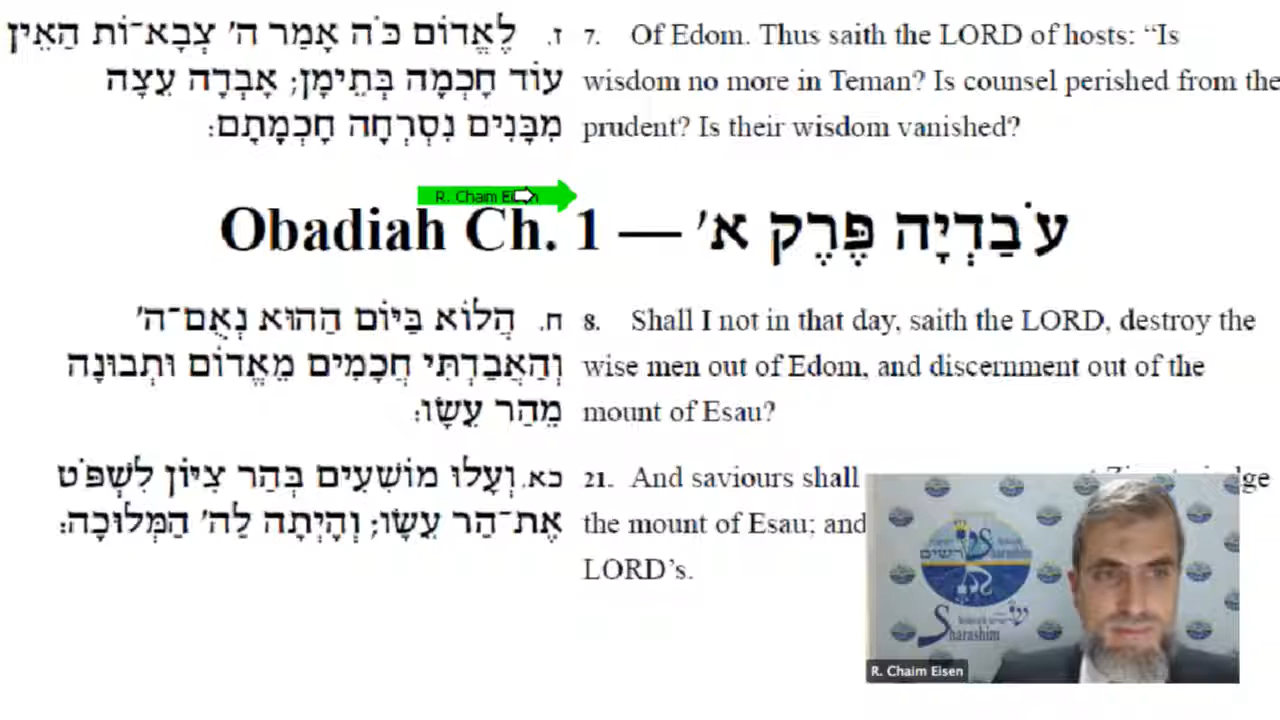 ז. לֶאֱדוֹם כֹּה אָמַר ה' צְבָא־וֹת הַאֵין
עוֹד חָכְמָה בְּתֵימָן; אָבְדָה עֵצָה
מִבָּנִים נִסְרְחָה חָכְמָתָם:
7. Of Edom. Thus saith the LORD of hosts: “Is
wisdom no more in Teman? Is counsel perished from the
prudent? Is their wisdom vanished?
R. Chaim Eisen
Obadiah Ch. 1 — עֹבַדְיָה פֶּרֶק א'
ח. הֲלוֹא בַּיּוֹם הַהוּא נְאֻם־ה'
וְהַאֲבַדְתִּי חֲכָמִים מֵאֱדוֹם וּתְבוּנָה
מֵהַר עֵשָׂו:
8. Shall I not in that day, saith the LORD, destroy the
wise men out of Edom, and discernment out of the
mount of Esau?
כא. וְעָלוּ מוֹשִׁעִים בְּהַר צִיּוֹן לִשְׁפֹּט
אֶת־הַר עֵשָׂו; וְהָיְתָה לַה' הַמְּלוּכָה:
21. And saviours shall
the mount of Esau; and
LORD’s.
שרשים
Sharashim
Sharashim
R. Chaim Eisen